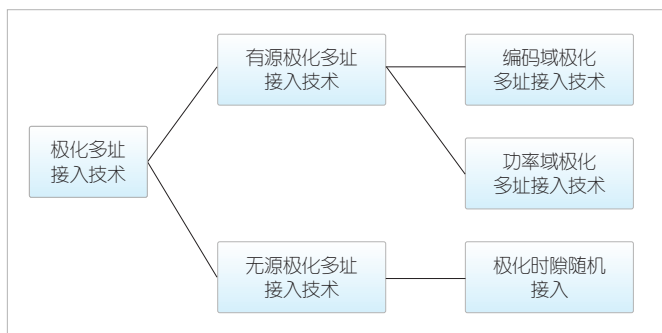 有源极化多址
接入技术
编码域极化
多址接入技术
极化多址
接入技术
功率域极化
多址接入技术
无源极化多址
接入技术
极化时隙随机
接入